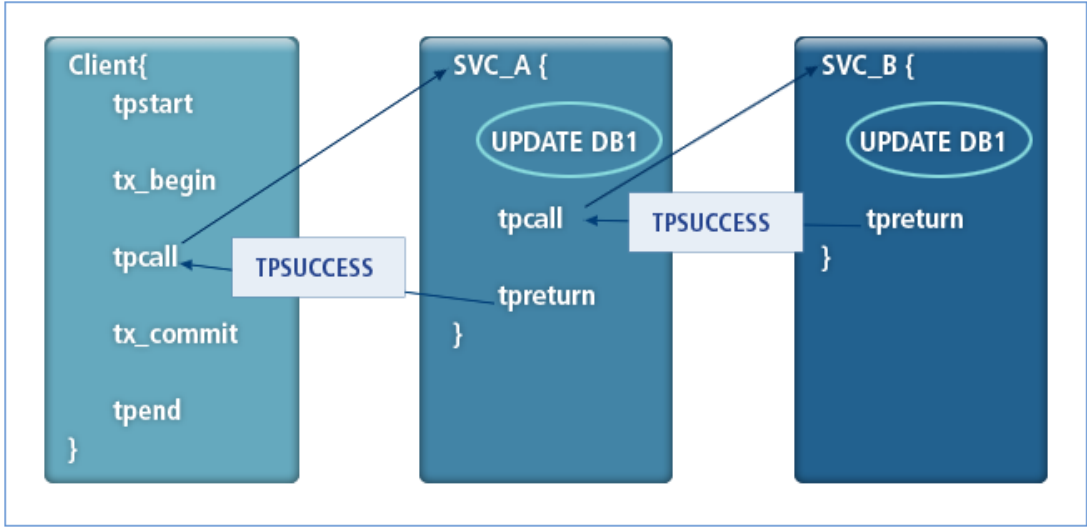 Client{
tpstart
tx_begin
tpcall
TPSUCCESS
tx_commit
tpend
}
SVC_A {
UPDATE DB1
tpcall
TPSUCCESS
tpreturn
}
SVC_B {
UPDATE DB1
tpreturn
}